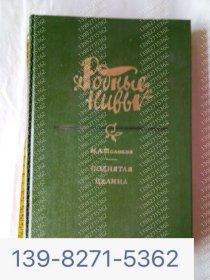 Родные
нивы
М.А. Шолохов
ПОДНЯТАЯ
ЦЕЛИНА
139-8271-5362